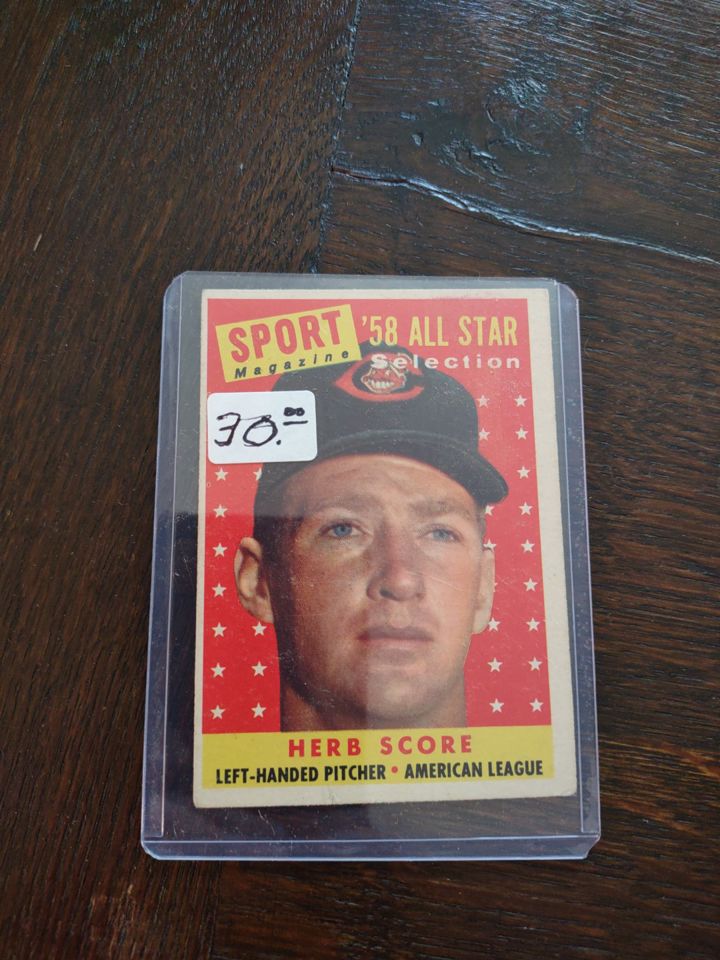 SPORT
Magazine
'58 ALL STAR
Selection
30.00
HERB SCORE
LEFT-HANDED PITCHER • AMERICAN LEAGUE